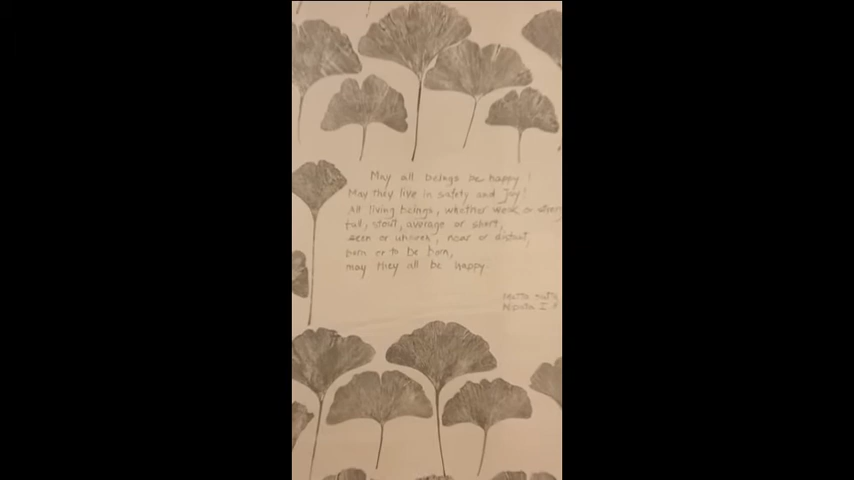 May all beings be happy !
May they live in safety and Joy!
All living beings, whether weak or
tall, stout, average or short,
seen or unseen, near or distant,
born or to be born,
may they all be happy.
Metta